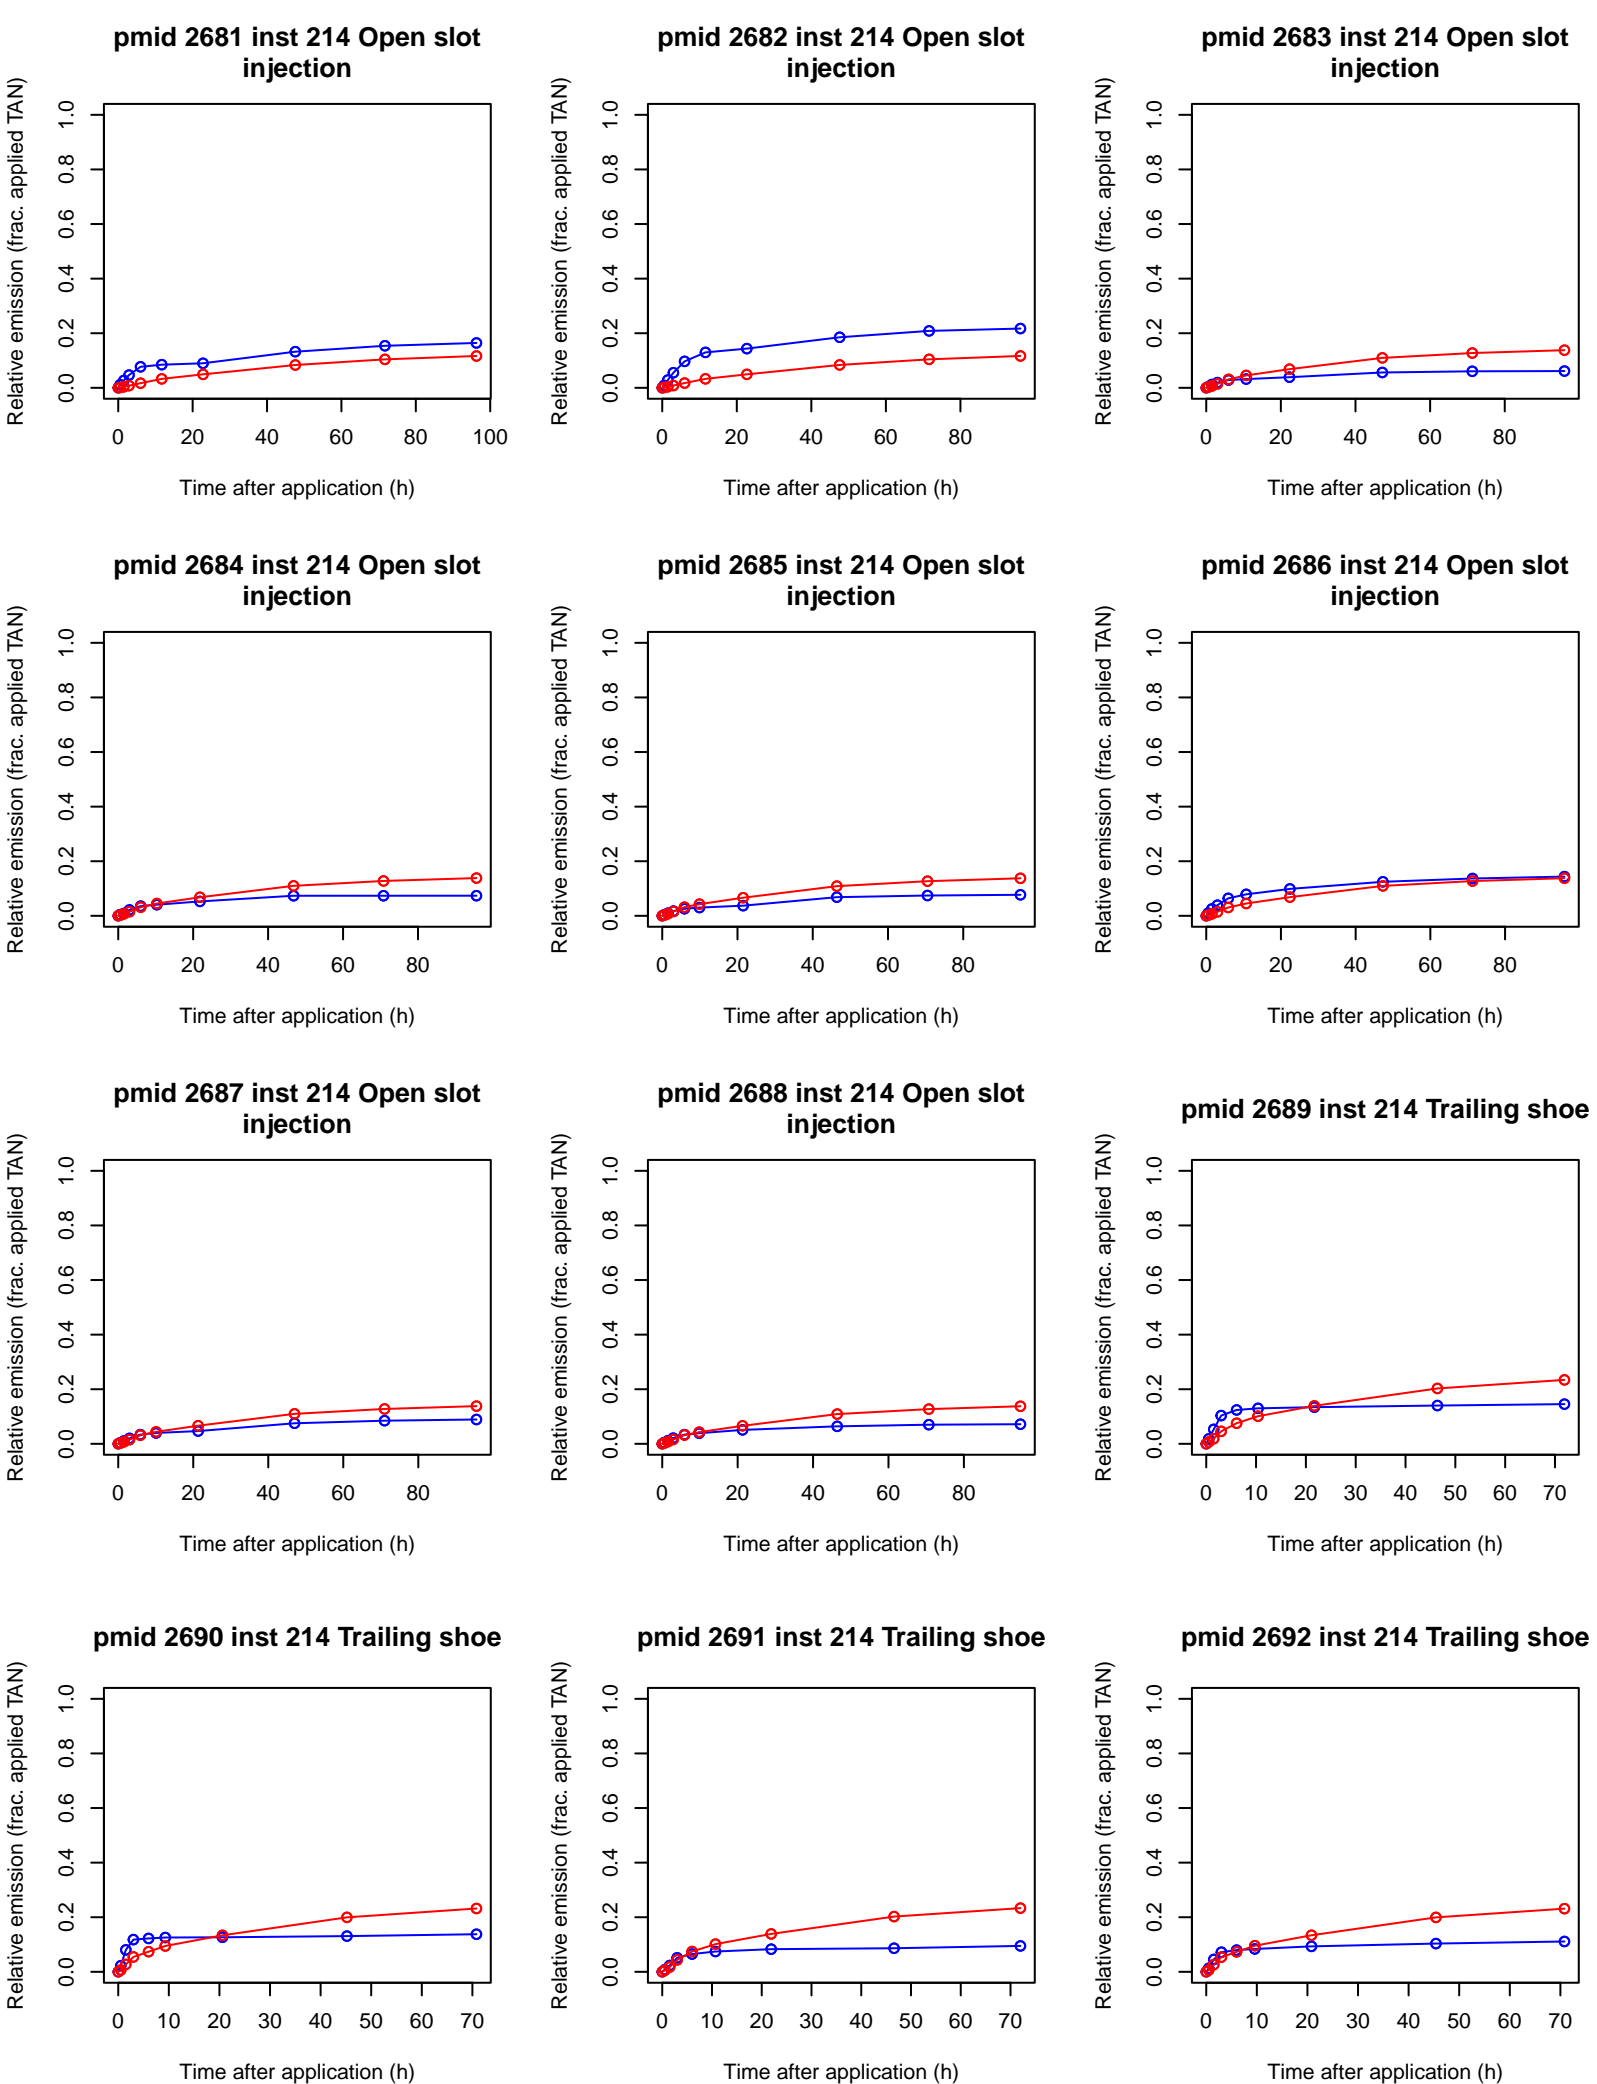 pmid 2681 inst 214 Open slot
injection
Relative emission (frac. applied TAN)
1.0
0.8
0.6
0.4
0.2
0.0
0 20 40 60 80 100
Time after application (h)
pmid 2682 inst 214 Open slot
injection
Relative emission (frac. applied TAN)
1.0
0.8
0.6
0.4
0.2
0.0
0 20 40 60 80
Time after application (h)
pmid 2683 inst 214 Open slot
injection
Relative emission (frac. applied TAN)
1.0
0.8
0.6
0.4
0.2
0.0
0 20 40 60 80
Time after application (h)
pmid 2684 inst 214 Open slot
injection
Relative emission (frac. applied TAN)
1.0
0.8
0.6
0.4
0.2
0.0
0 20 40 60 80
Time after application (h)
pmid 2685 inst 214 Open slot
injection
Relative emission (frac. applied TAN)
1.0
0.8
0.6
0.4
0.2
0.0
0 20 40 60 80
Time after application (h)
pmid 2686 inst 214 Open slot
injection
Relative emission (frac. applied TAN)
1.0
0.8
0.6
0.4
0.2
0.0
0 20 40 60 80
Time after application (h)
pmid 2687 inst 214 Open slot
injection
Relative emission (frac. applied TAN)
1.0
0.8
0.6
0.4
0.2
0.0
0 20 40 60 80
Time after application (h)
pmid 2688 inst 214 Open slot
injection
Relative emission (frac. applied TAN)
1.0
0.8
0.6
0.4
0.2
0.0
0 20 40 60 80
Time after application (h)
pmid 2689 inst 214 Trailing shoe
Relative emission (frac. applied TAN)
1.0
0.8
0.6
0.4
0.2
0.0
0 10 20 30 40 50 60 70
Time after application (h)
pmid 2690 inst 214 Trailing shoe
Relative emission (frac. applied TAN)
1.0
0.8
0.6
0.4
0.2
0.0
0 10 20 30 40 50 60 70
Time after application (h)
pmid 2691 inst 214 Trailing shoe
Relative emission (frac. applied TAN)
1.0
0.8
0.6
0.4
0.2
0.0
0 10 20 30 40 50 60 70
Time after application (h)
pmid 2692 inst 214 Trailing shoe
Relative emission (frac. applied TAN)
1.0
0.8
0.6
0.4
0.2
0.0
0 10 20 30 40 50 60 70
Time after application (h)